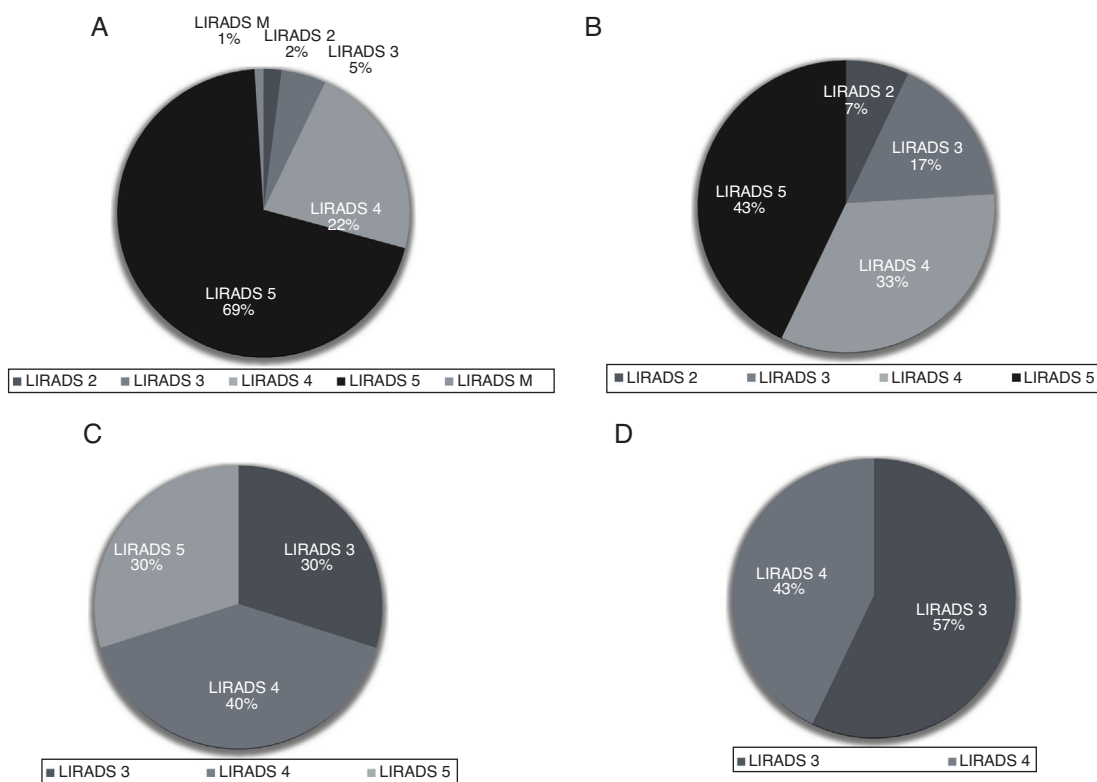 A
LIRADS M
1%
LIRADS 2
2%
LIRADS 3
5%
LIRADS 4
22%
LIRADS 5
69%
■ LIRADS 2 ■ LIRADS 3 ■ LIRADS 4 ■ LIRADS 5 ■ LIRADS M
B
LIRADS 2
7%
LIRADS 3
17%
LIRADS 5
43%
LIRADS 4
33%
■ LIRADS 2 ■ LIRADS 3 ■ LIRADS 4 ■ LIRADS 5
C
LIRADS 5
30%
LIRADS 3
30%
LIRADS 4
40%
■ LIRADS 3 ■ LIRADS 4 ■ LIRADS 5
D
LIRADS 4
43%
LIRADS 3
57%
■ LIRADS 3 ■ LIRADS 4